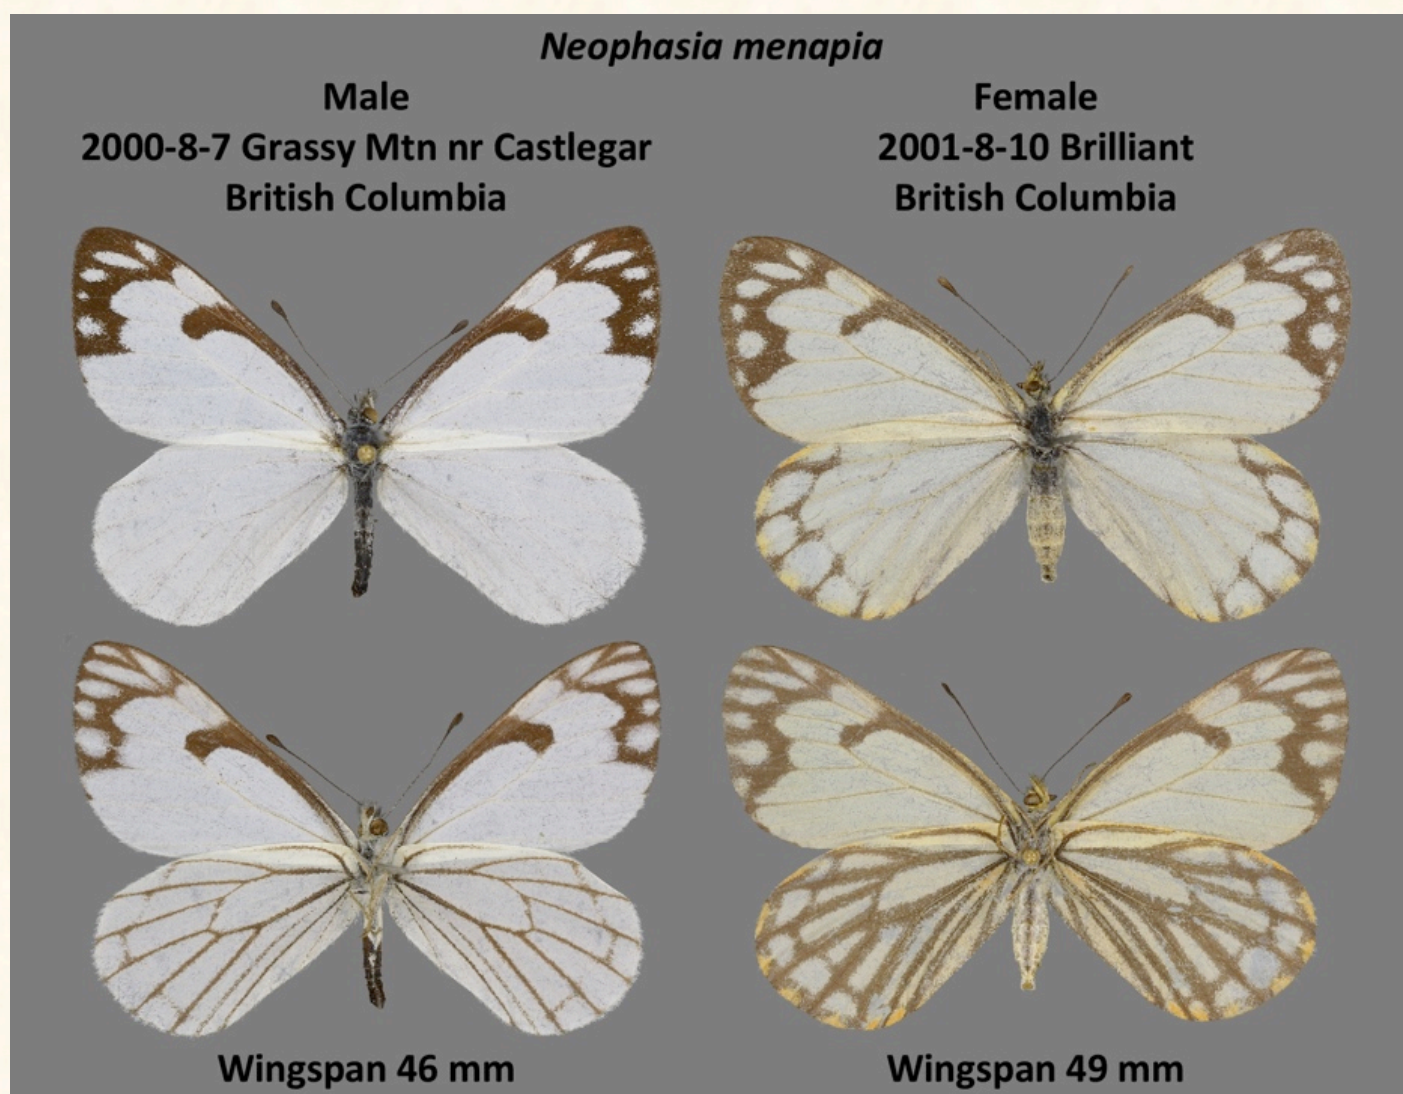 Neophasia menapia
Male
2000-8-7 Grassy Mtn nr Castlegar
British Columbia
Female
2001-8-10 Brilliant
British Columbia
Wingspan 46 mm
Wingspan 49 mm